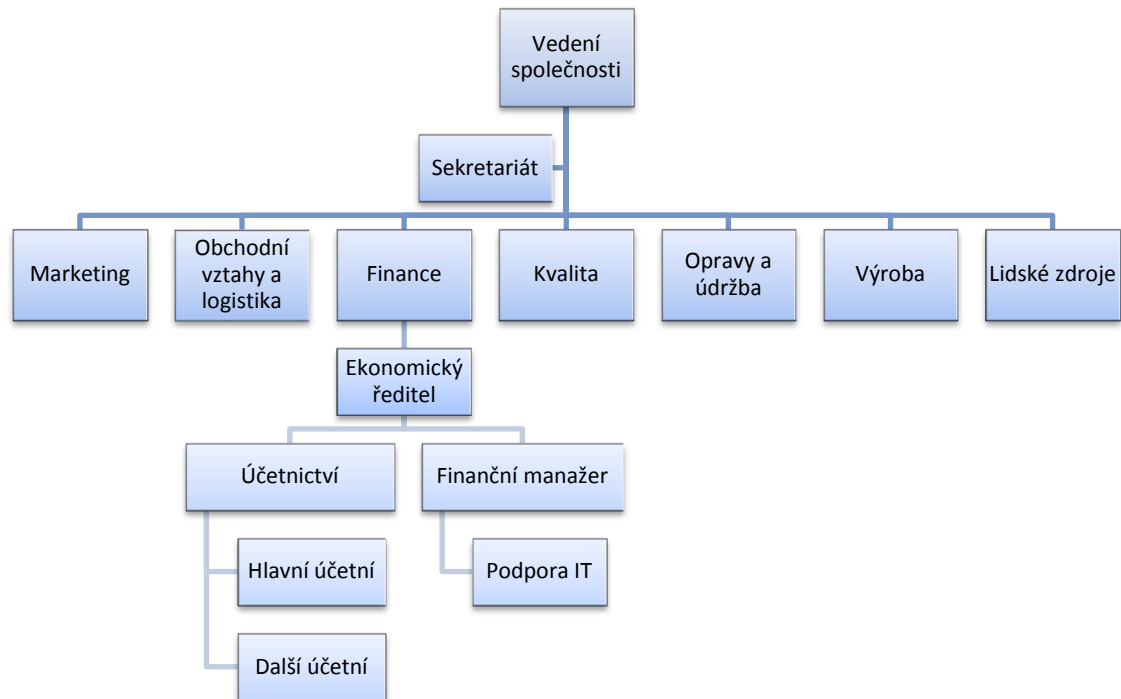 Vedení
společnosti
Sekretariát
Marketing
Obchodní
vztahy a
logistika
Finance
Kvalita
Opravy a
údržba
Výroba
Lidské zdroje
Ekonomický
ředitel
Účetnictví
Finanční manažer
Hlavní účetní
Podpora IT
Další účetní